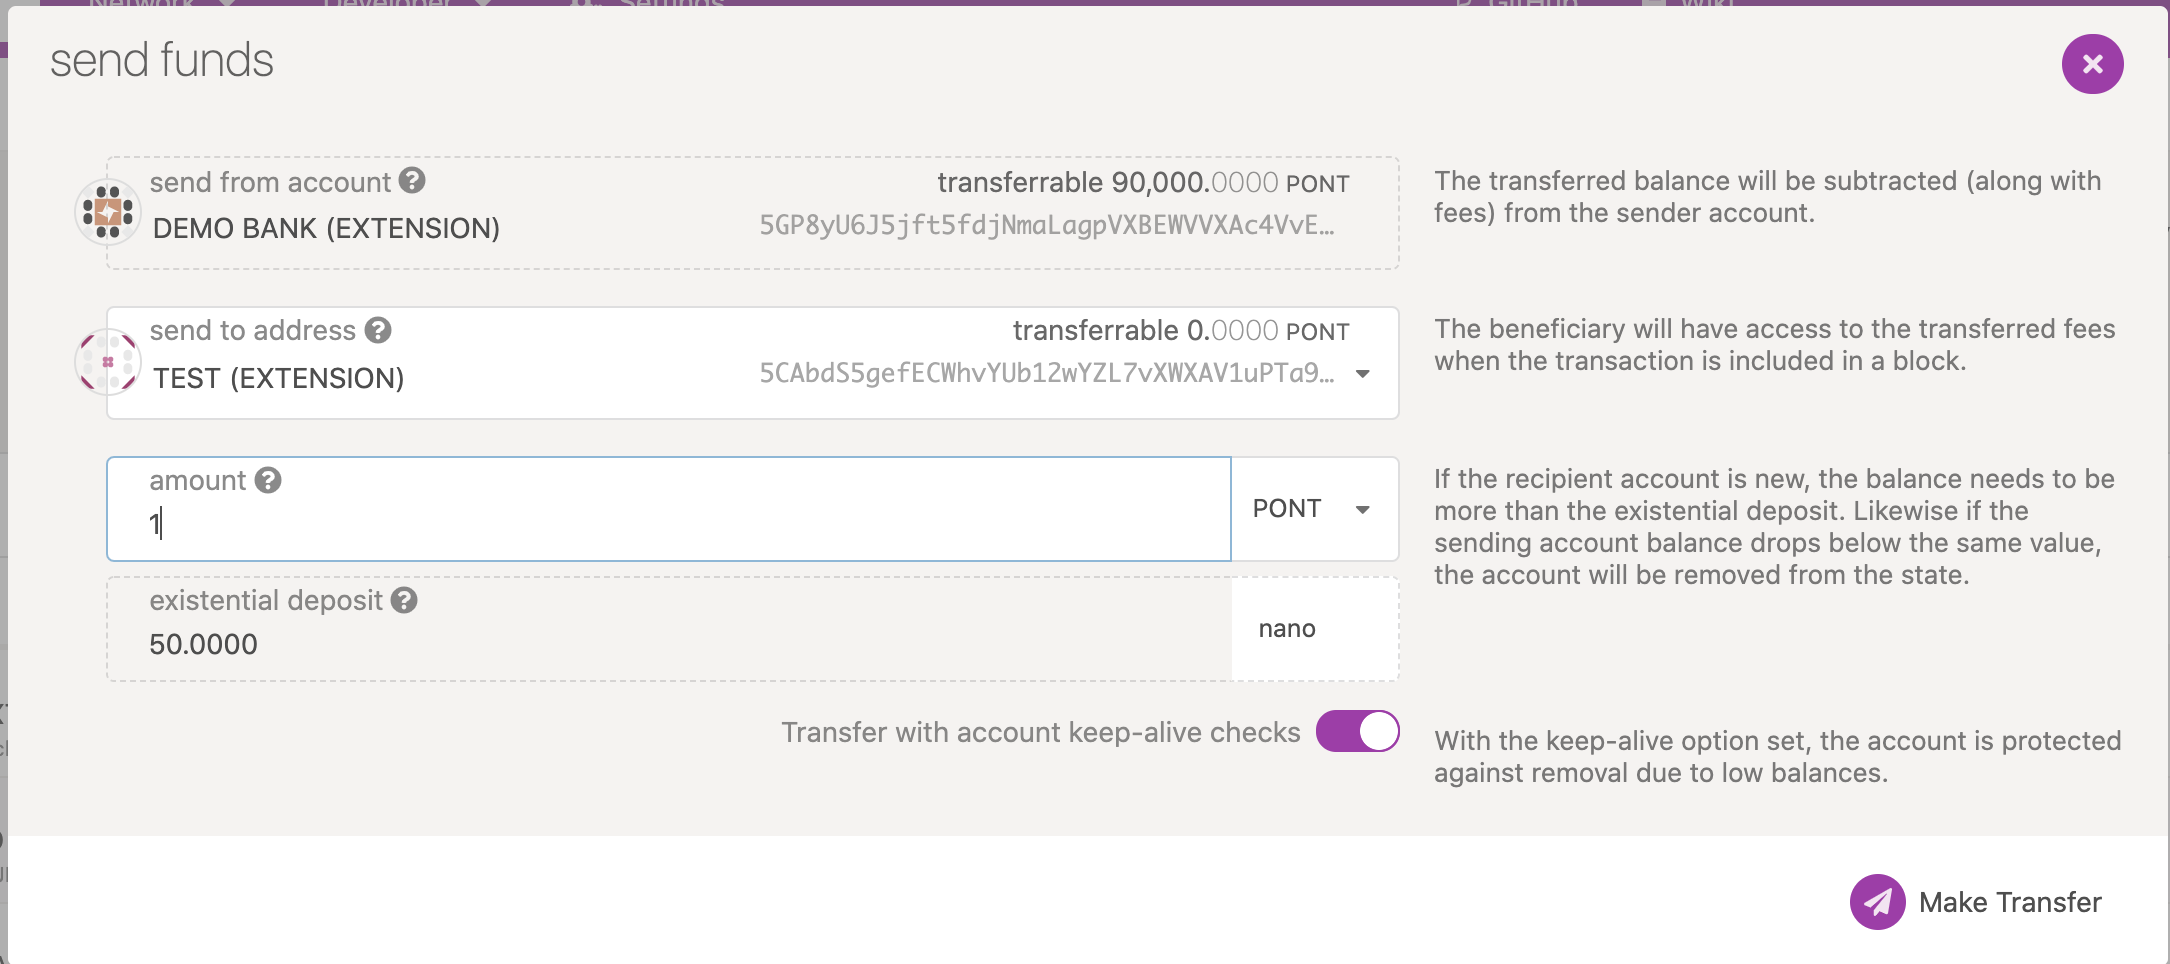 Network
Developer
Settings
GitHub
Wiki
send funds
send from account
transferrable 90,000.0000 PONT
DEMO BANK (EXTENSION)
5GP8yU6J5jft5fdjNmaLagpVXBEWVVXAc4VvE…
The transferred balance will be subtracted (along with
fees) from the sender account.
send to address
transferrable 0.0000 PONT
TEST (EXTENSION)
5CAbdS5gefECWhvYUb12wYZL7vXWXAV1uPTa9…
The beneficiary will have access to the transferred fees
when the transaction is included in a block.
amount
1
PONT
If the recipient account is new, the balance needs to be
more than the existential deposit. Likewise if the
sending account balance drops below the same value,
the account will be removed from the state.
existential deposit
50.0000
nano
Transfer with account keep-alive checks
With the keep-alive option set, the account is protected
against removal due to low balances.
Make Transfer